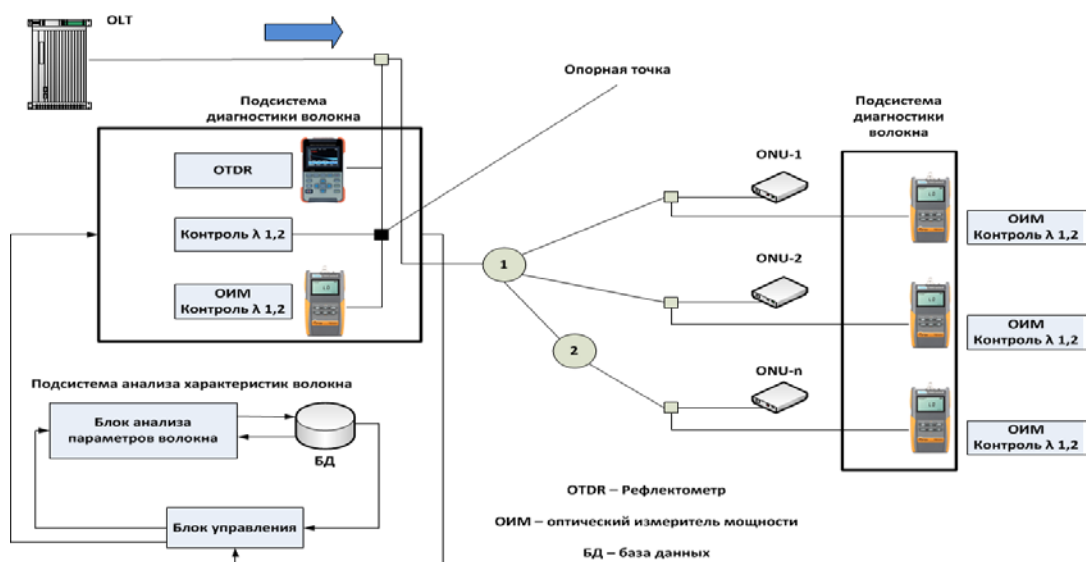 OLT
Опорная точка
Подсистема
диагностики волокна
OTDR
Контроль λ 1,2
ОИМ
Контроль λ 1,2
1
2
ONU-1
ONU-2
ONU-n
Подсистема
диагностики
волокна
ОИМ
Контроль λ 1,2
ОИМ
Контроль λ 1,2
ОИМ
Контроль λ 1,2
Подсистема анализа характеристик волокна
Блок анализа
параметров волокна
БД
Блок управления
OTDR – Рефлектометр
ОИМ – оптический измеритель мощности
БД – база данных